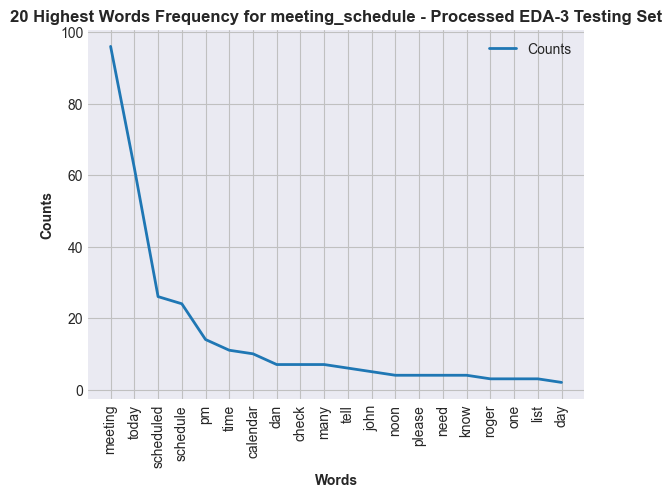 20 Highest Words Frequency for meeting_schedule - Processed EDA-3 Testing Set
Counts
100
80
60
40
20
0
Counts
meeting
today
scheduled
schedule
pm
time
calendar
dan
check
many
tell
john
noon
please
need
know
roger
one
list
day
Words